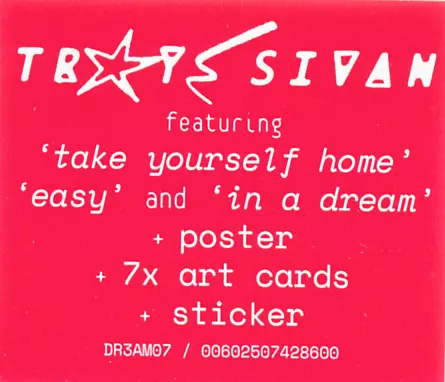 TROYE SIVAN
featuring
‘take yourself home’
‘easy’ and ‘in a dream’
+ poster
+ 7x art cards
+ sticker
DR3AM07 / 00602507428600